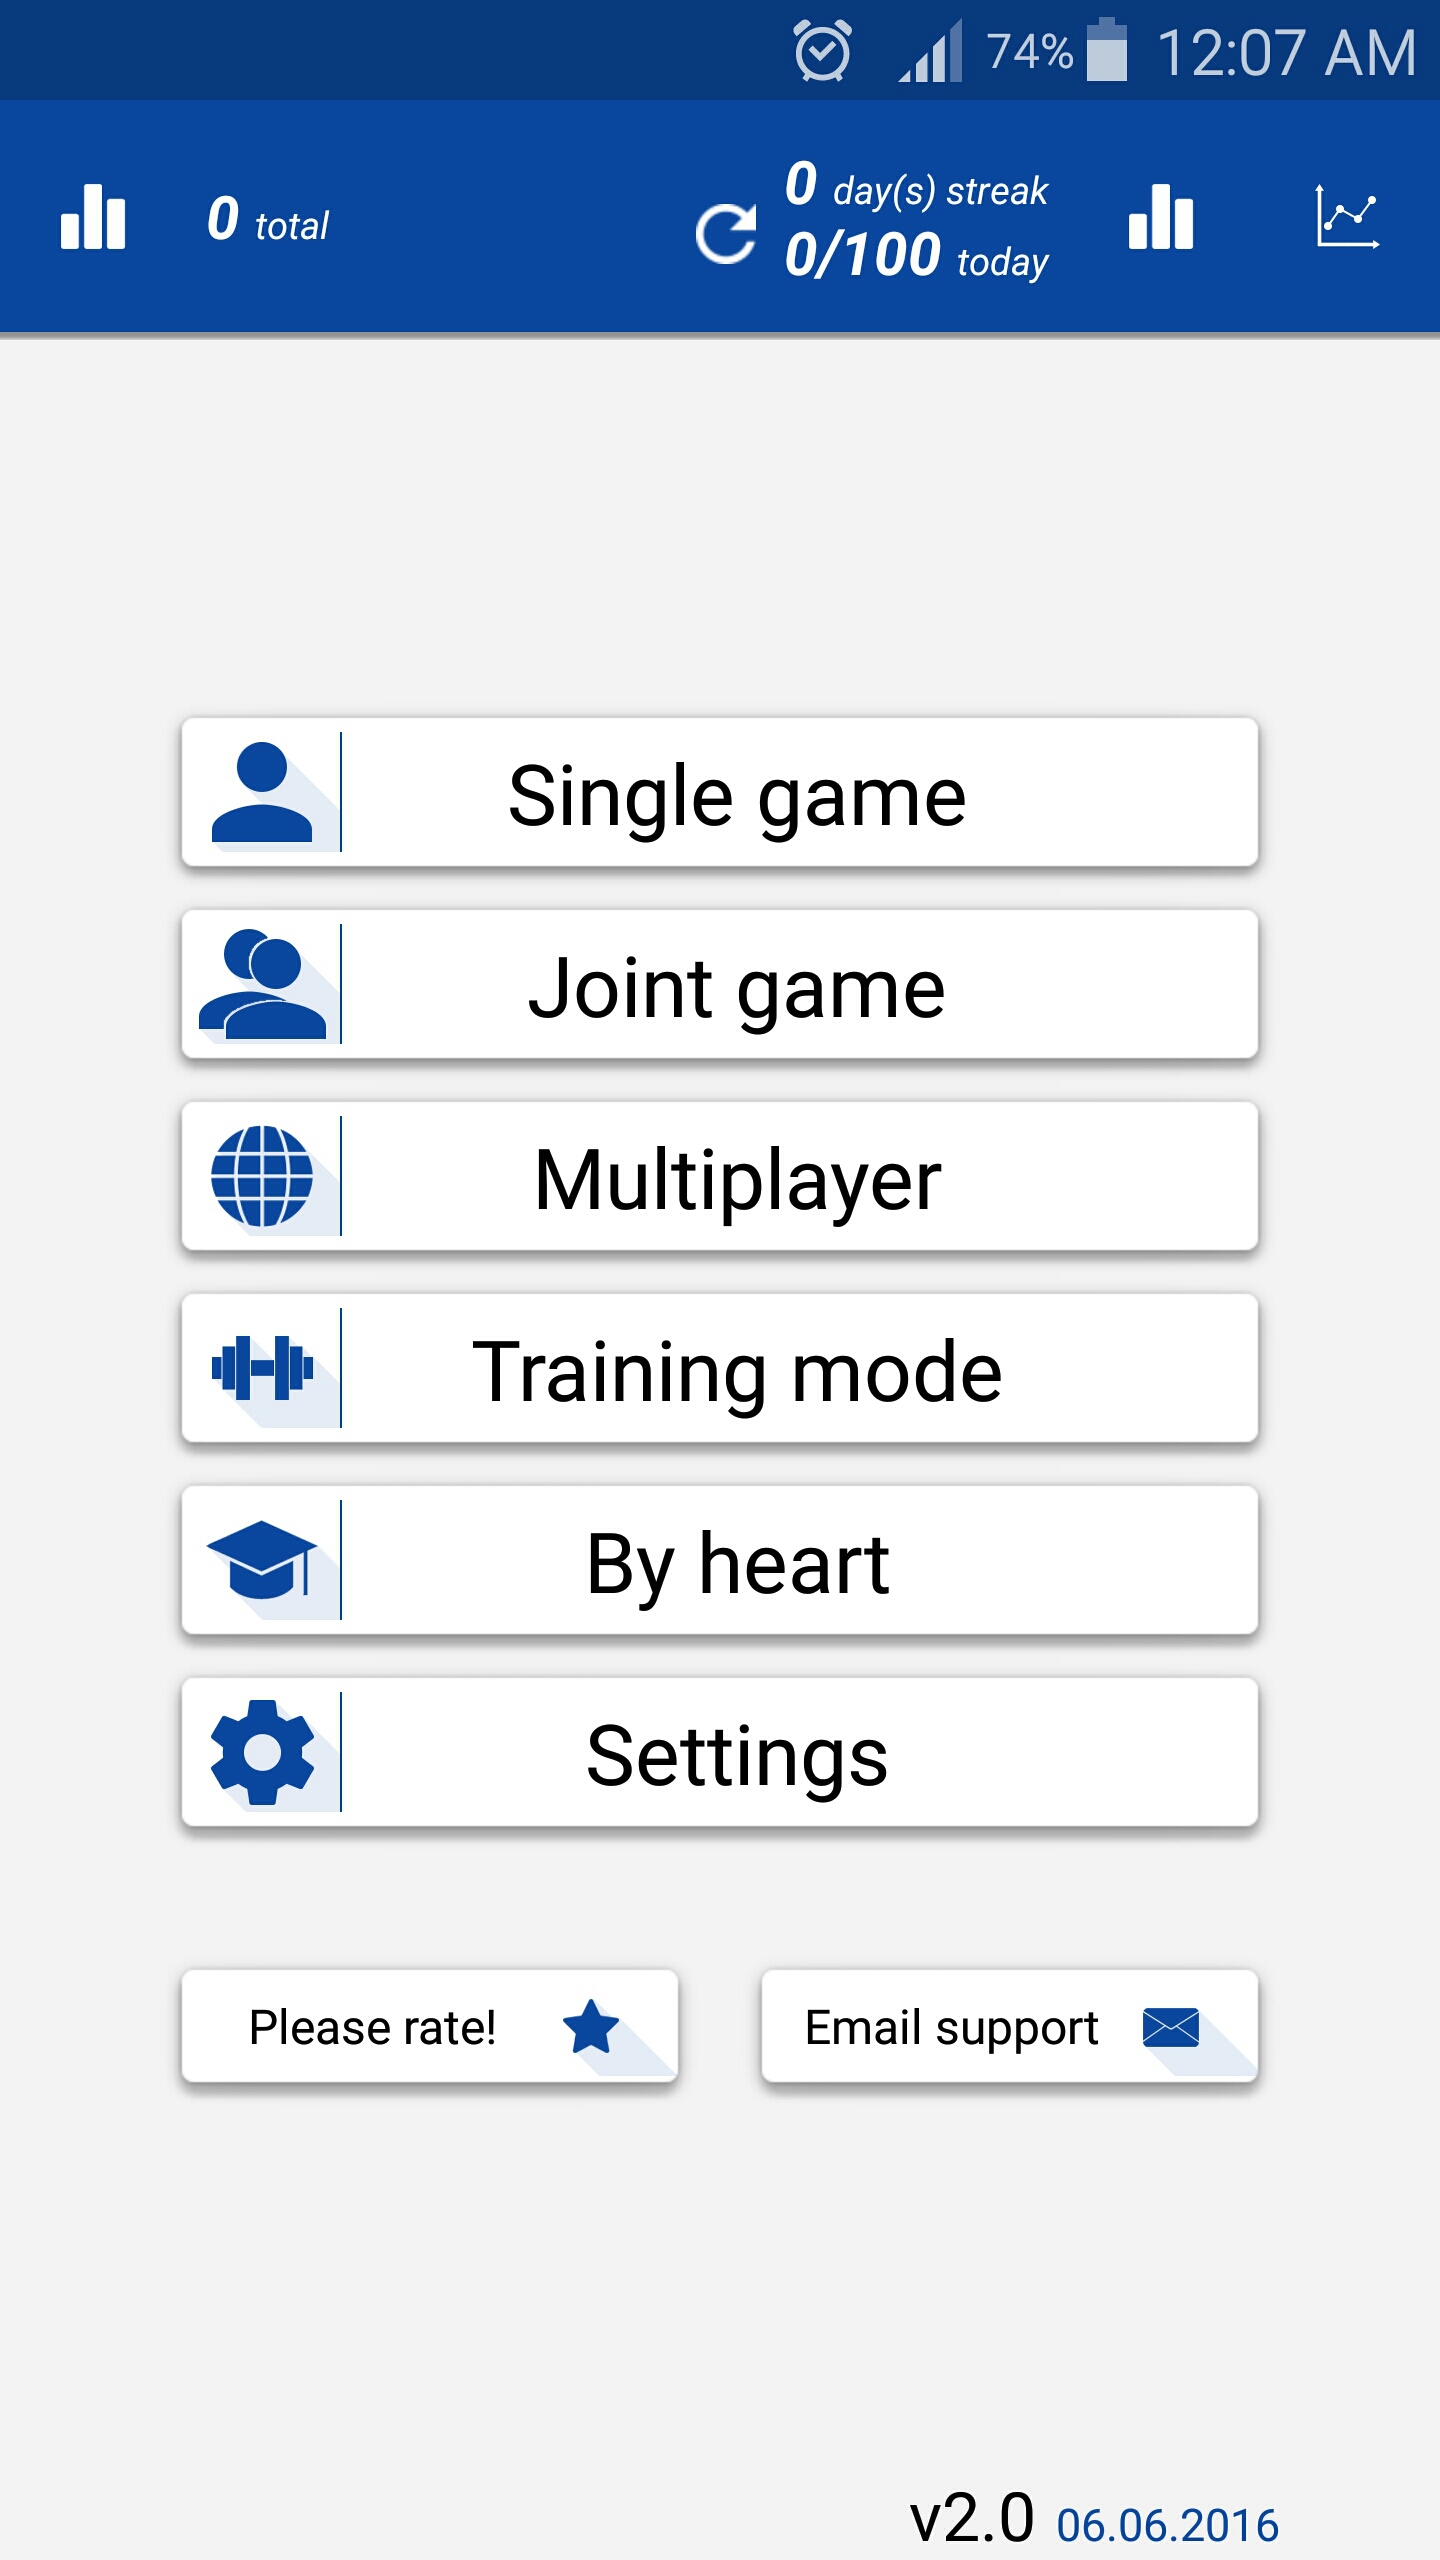 74% 12:07 AM
0 total
0 day(s) streak
0/100 today
Single game
Joint game
Multiplayer
Training mode
By heart
Settings
Please rate!
Email support
v2.0 06.06.2016